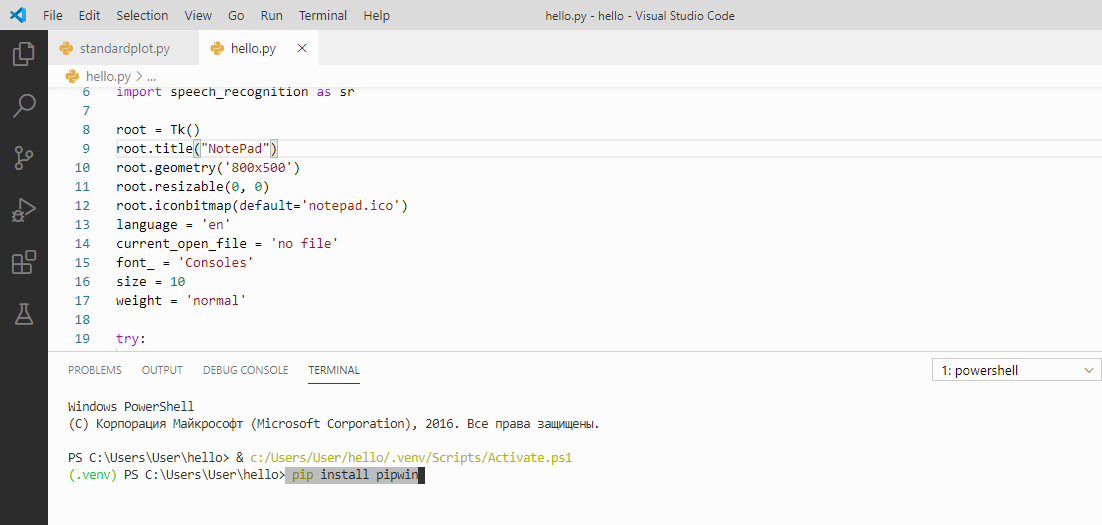 File Edit Selection View Go Run Terminal Help hello.py - hello - Visual Studio Code
standardplot.py hello.py ×
hello.py > ...
6 import speech_recognition as sr
7
8 root = Tk()
9 root.title("NotePad")
10 root.geometry('800x500')
11 root.resizable(0, 0)
12 root.iconbitmap(default='notepad.ico')
13 language = 'en'
14 current_open_file = 'no file'
15 font_ = 'Consoles'
16 size = 10
17 weight = 'normal'
18
19 try:
PROBLEMS OUTPUT DEBUG CONSOLE TERMINAL 1: powershell
Windows PowerShell
(C) Корпорация Майкрософт (Microsoft Corporation), 2016. Все права защищены.
PS C:\Users\User\hello> & c:/Users/User/hello/.venv/Scripts/Activate.ps1
(.venv) PS C:\Users\User\hello> pip install pipwin